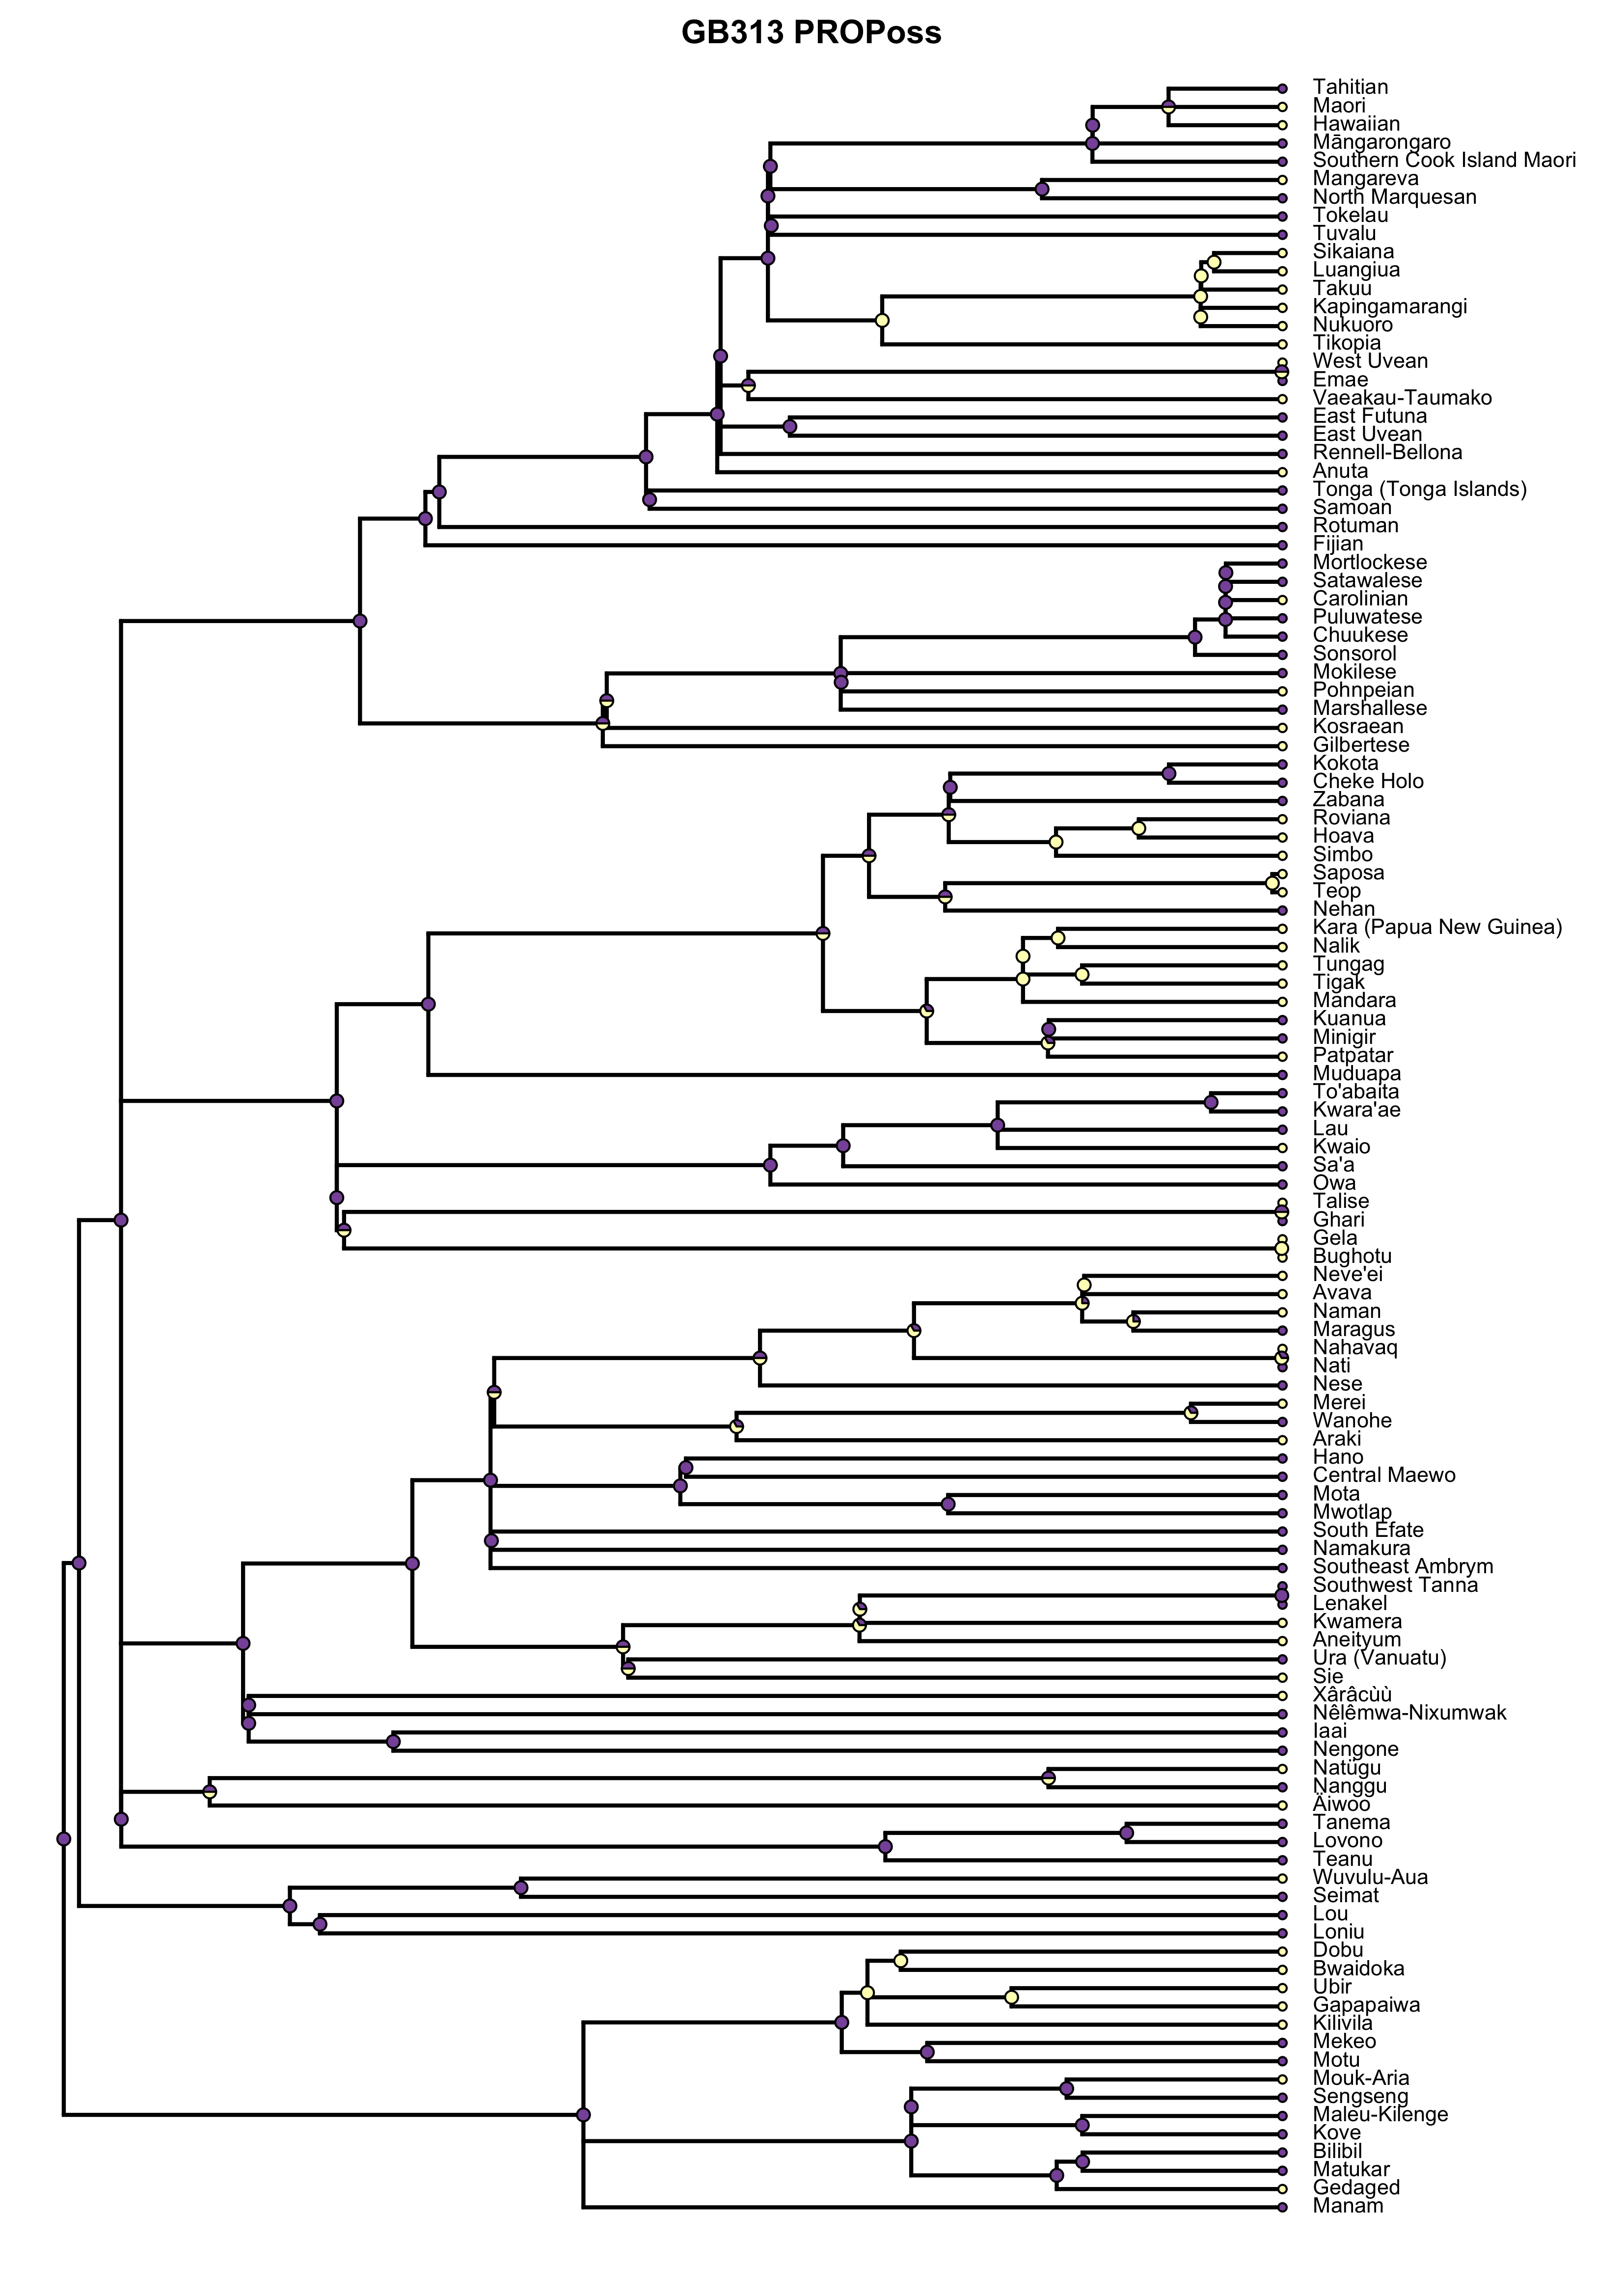 GB313 PROPoss
Tahitian
Maori
Hawaiian
Māngarongaro
Southern Cook Island Maori
Mangareva
North Marquesan
Tokelau
Tuvalu
Sikaiana
Luangiua
Takuu
Kapingamarangi
Nukuoro
Tikopia
West Uvean
Emae
Vaeakau-Taumako
East Futuna
East Uvean
Rennell-Bellona
Anuta
Tonga (Tonga Islands)
Samoan
Rotuman
Fijian
Mortlockese
Satawalese
Carolinian
Puluwatese
Chuukese
Sonsorol
Mokilese
Pohnpeian
Marshallese
Kosraean
Gilbertese
Kokota
Cheke Holo
Zabana
Roviana
Hoava
Simbo
Saposa
Teop
Nehan
Kara (Papua New Guinea)
Nalik
Tungag
Tigak
Mandara
Kuanua
Minigir
Patpatar
Muduapa
To'abaita
Kwara'ae
Lau
Kwaio
Sa'a
Owa
Talise
Ghari
Gela
Bughotu
Neve'ei
Avava
Naman
Maragus
Nahavaq
Nati
Nese
Merei
Wanohe
Araki
Hano
Central Maewo
Mota
Mwotlap
South Efate
Namakura
Southeast Ambrym
Southwest Tanna
Lenakel
Kwamera
Aneityum
Ura (Vanuatu)
Sie
Xârâcùù
Nêlêmwa-Nixumwak
Iaai
Nengone
Natügu
Nanggu
Äiwoo
Tanema
Lovono
Teanu
Wuvulu-Aua
Seimat
Lou
Loniu
Dobu
Bwaidoka
Ubir
Gapapaiwa
Kilivila
Mekeo
Motu
Mouk-Aria
Sengseng
Maleu-Kilenge
Kove
Bilibil
Matukar
Gedaged
Manam